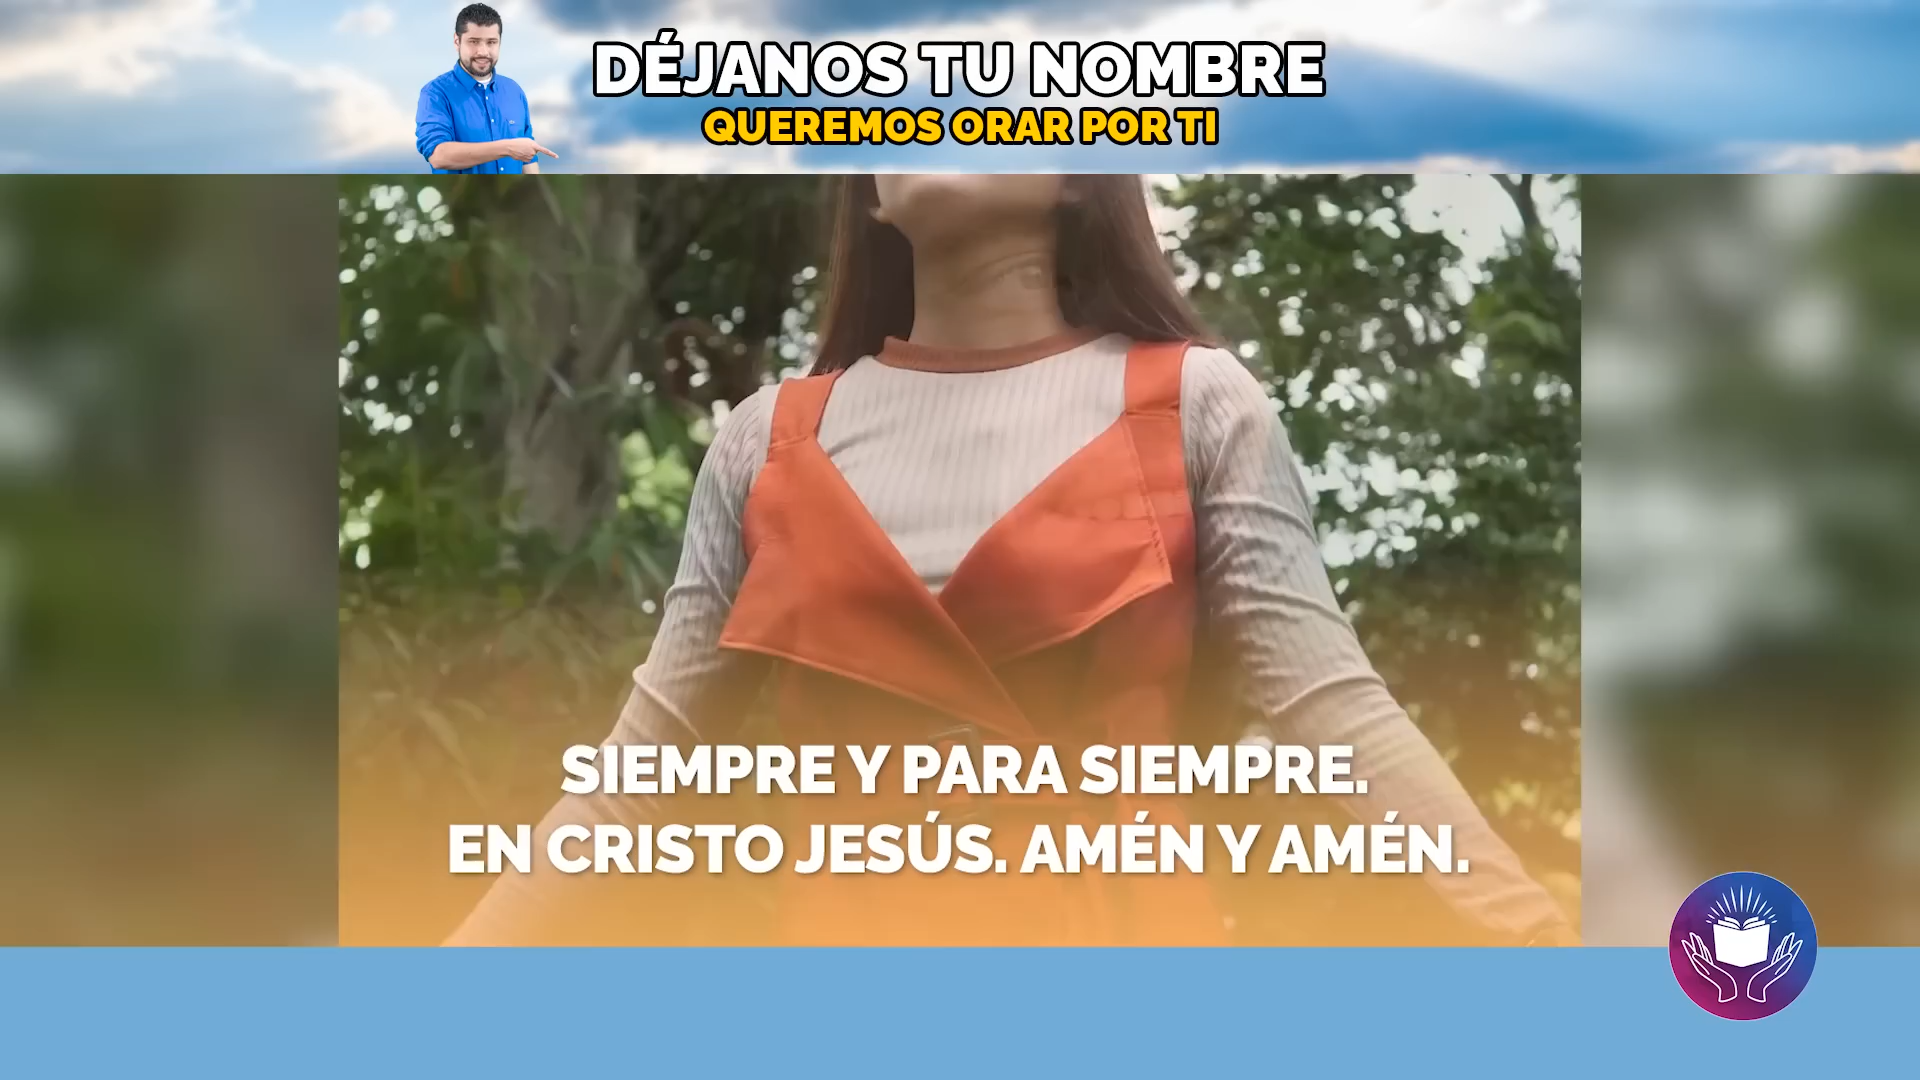 DÉJANOS TU NOMBRE
QUEREMOS ORAR POR TI
SIEMPRE Y PARA SIEMPRE.
EN CRISTO JESÚS. AMÉN Y AMÉN.